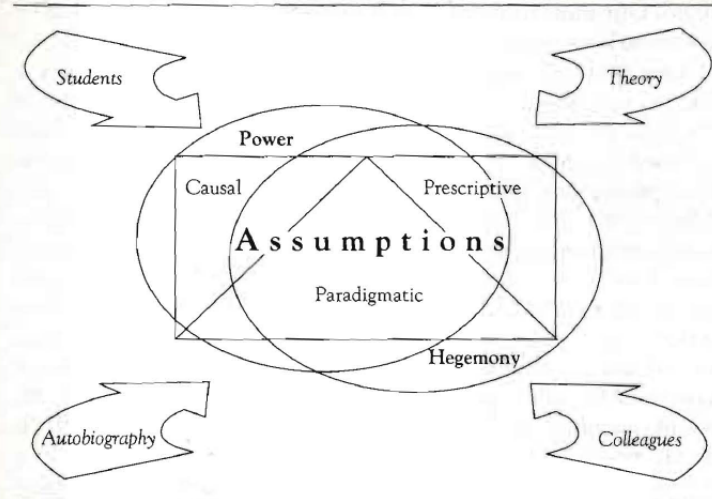 Students
Theory
Power
Causal
Prescriptive
Assumptions
Paradigmatic
Hegemony
Autobiography
Colleagues